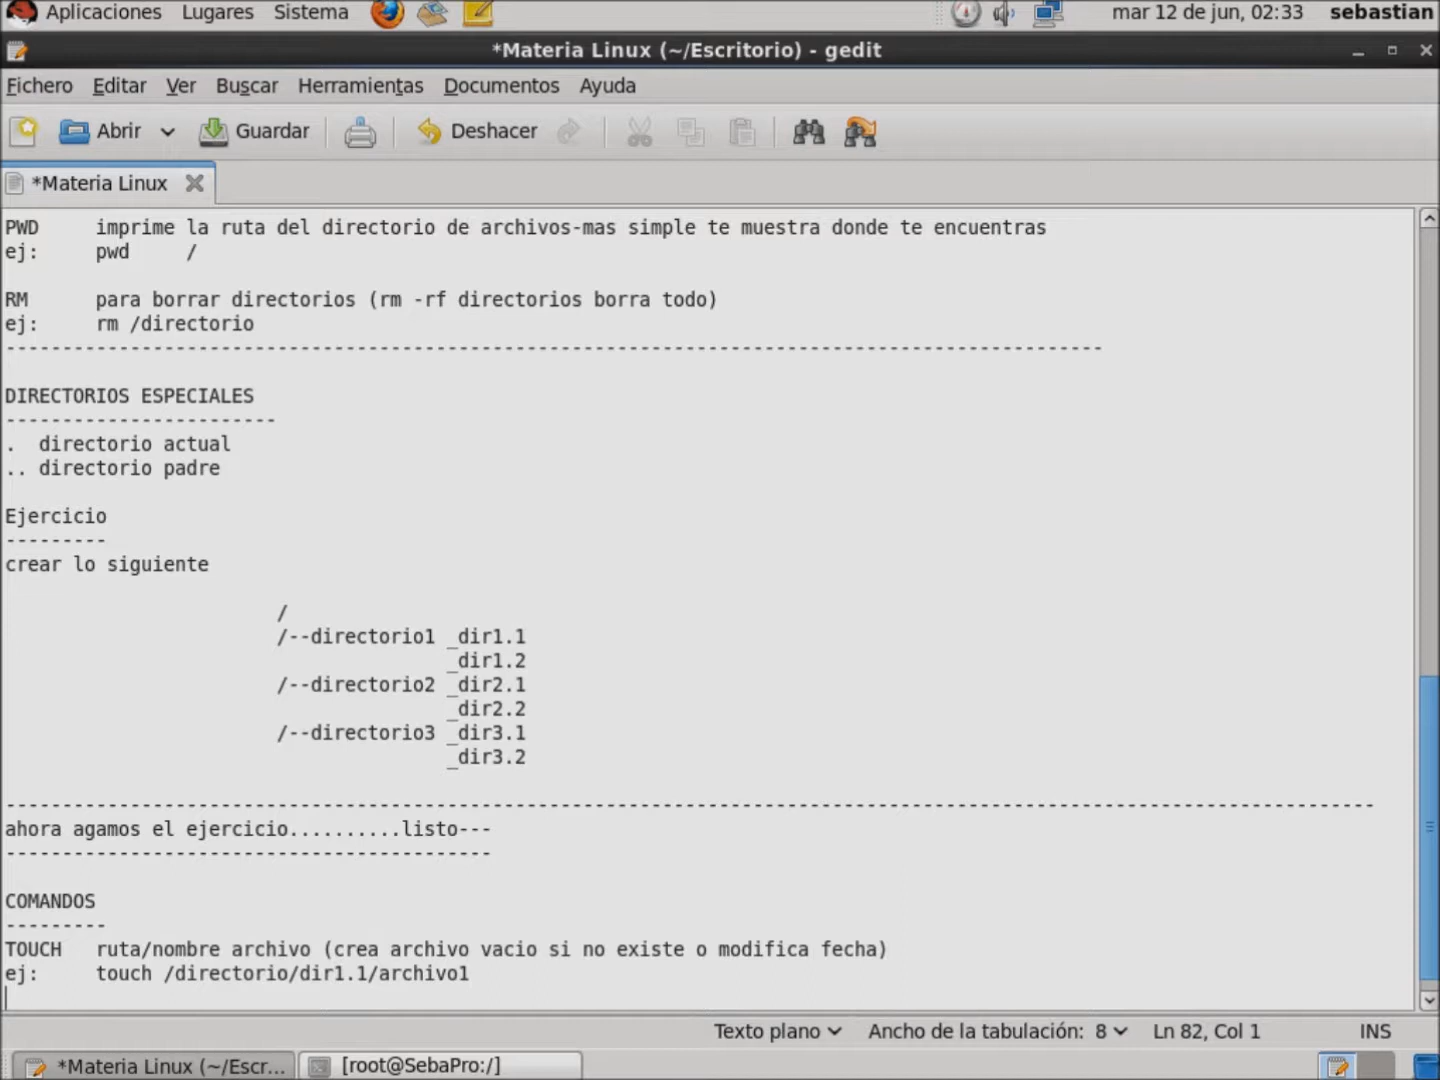 Aplicaciones Lugares Sistema mar 12 de jun, 02:33 sebastian
*Materia Linux (~/Escritorio) - gedit
Fichero Editar Ver Buscar Herramientas Documentos Ayuda
Abrir Guardar Deshacer
*Materia Linux
PWD imprime la ruta del directorio de archivos-mas simple te muestra donde te encuentras
ej: pwd /
RM para borrar directorios (rm -rf directorios borra todo)
ej: rm /directorio
-------------------------------------------------------------------------------------------------
DIRECTORIOS ESPECIALES
------------------------
. directorio actual
.. directorio padre
Ejercicio
---------
crear lo siguiente
/
/--directorio1 _dir1.1
_dir1.2
/--directorio2 _dir2.1
_dir2.2
/--directorio3 _dir3.1
_dir3.2
-------------------------------------------------------------------------------------------------------------------------
ahora agamos el ejercicio..........listo---
-------------------------------------------
COMANDOS
---------
TOUCH ruta/nombre archivo (crea archivo vacio si no existe o modifica fecha)
ej: touch /directorio/dir1.1/archivo1
Texto plano Ancho de la tabulación: 8 Ln 82, Col 1 INS
*Materia Linux (~/Escr... [root@SebaPro:/]